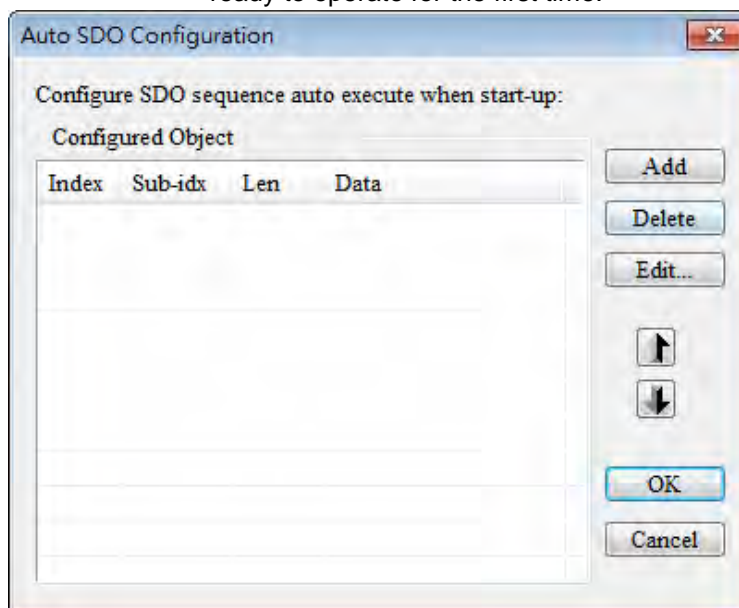 ready to operate for the first time.
Auto SDO Configuration
Configure SDO sequence auto execute when start-up:
Configured Object
Index Sub-idx Len Data
Add
Delete
Edit...
OK
Cancel